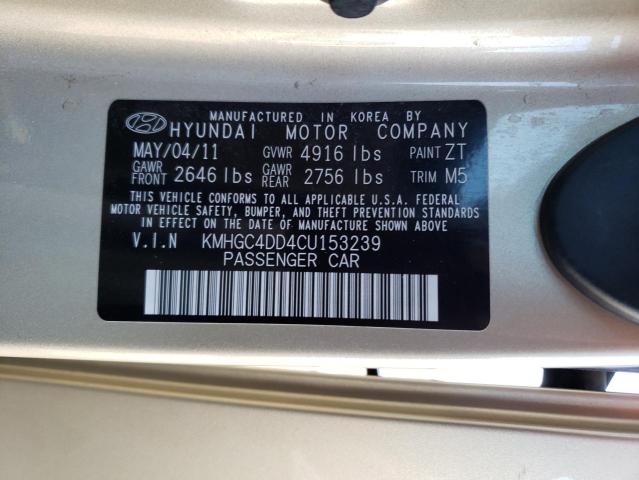 MANUFACTURED IN KOREA BY
HYUNDAI MOTOR COMPANY
MAY/04/11 GVWR 4916 lbs PAINT ZT
GAWR FRONT 2646 lbs GAWR REAR 2756 lbs TRIM M5
THIS VEHICLE CONFORMS TO ALL APPLICABLE U.S.A. FEDERAL
MOTOR VEHICLE SAFETY, BUMPER, AND THEFT PREVENTION STANDARDS
IN EFFECT ON THE DATE OF MANUFACTURE SHOWN ABOVE
V.I.N KMHGC4DD4CU153239
PASSENGER CAR